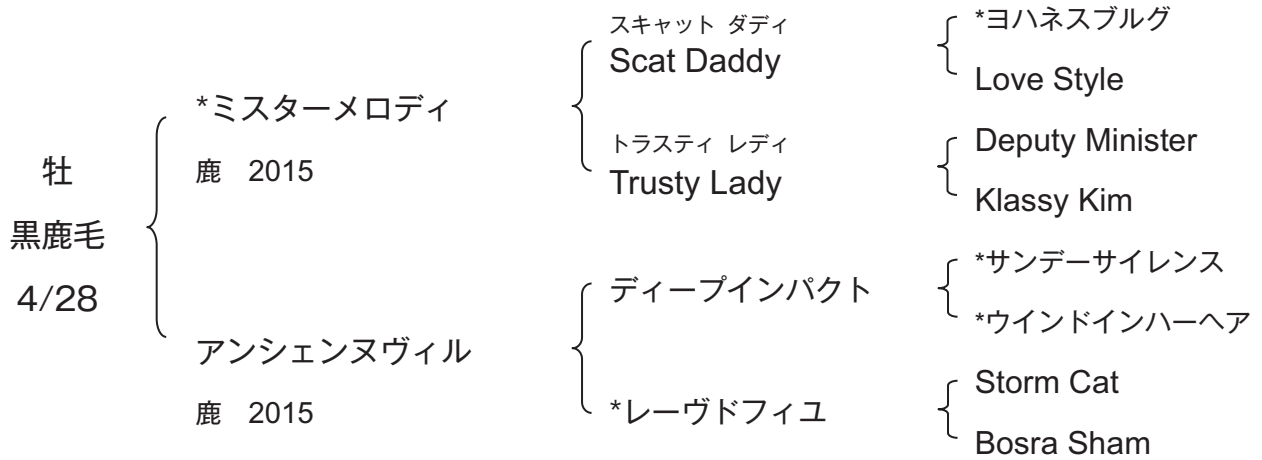 牡
黒鹿毛
4/28
*ミスターメロディ
鹿 2015
アンシェンヌヴィル
鹿 2015
スキャット ダディ
Scat Daddy
トラスティ レディ
Trusty Lady
ディープインパクト
*レーヴドフィユ
*ヨハネスブルグ
Love Style
Deputy Minister
Klassy Kim
*サンデーサイレンス
*ウインドインハーヘア
Storm Cat
Bosra Sham